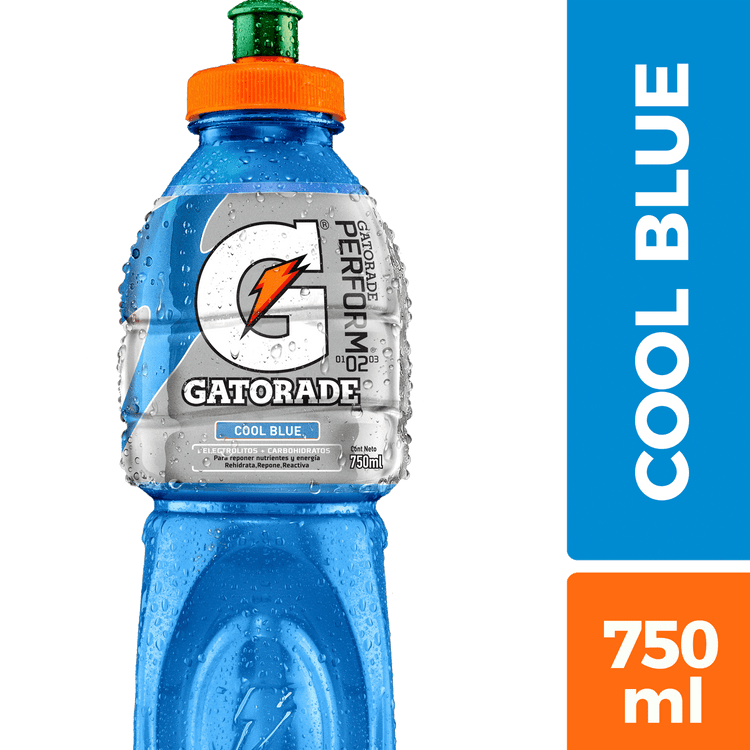 G®
GATORADE
PERFORM®
01 02 03
GATORADE
COOL BLUE
ELECTROLITOS + CARBOHIDRATOS
Para reponer nutrientes y energía
Rehidrata, Repone, Reactiva
Cont Neto
750ml
COOL BLUE
750
ml